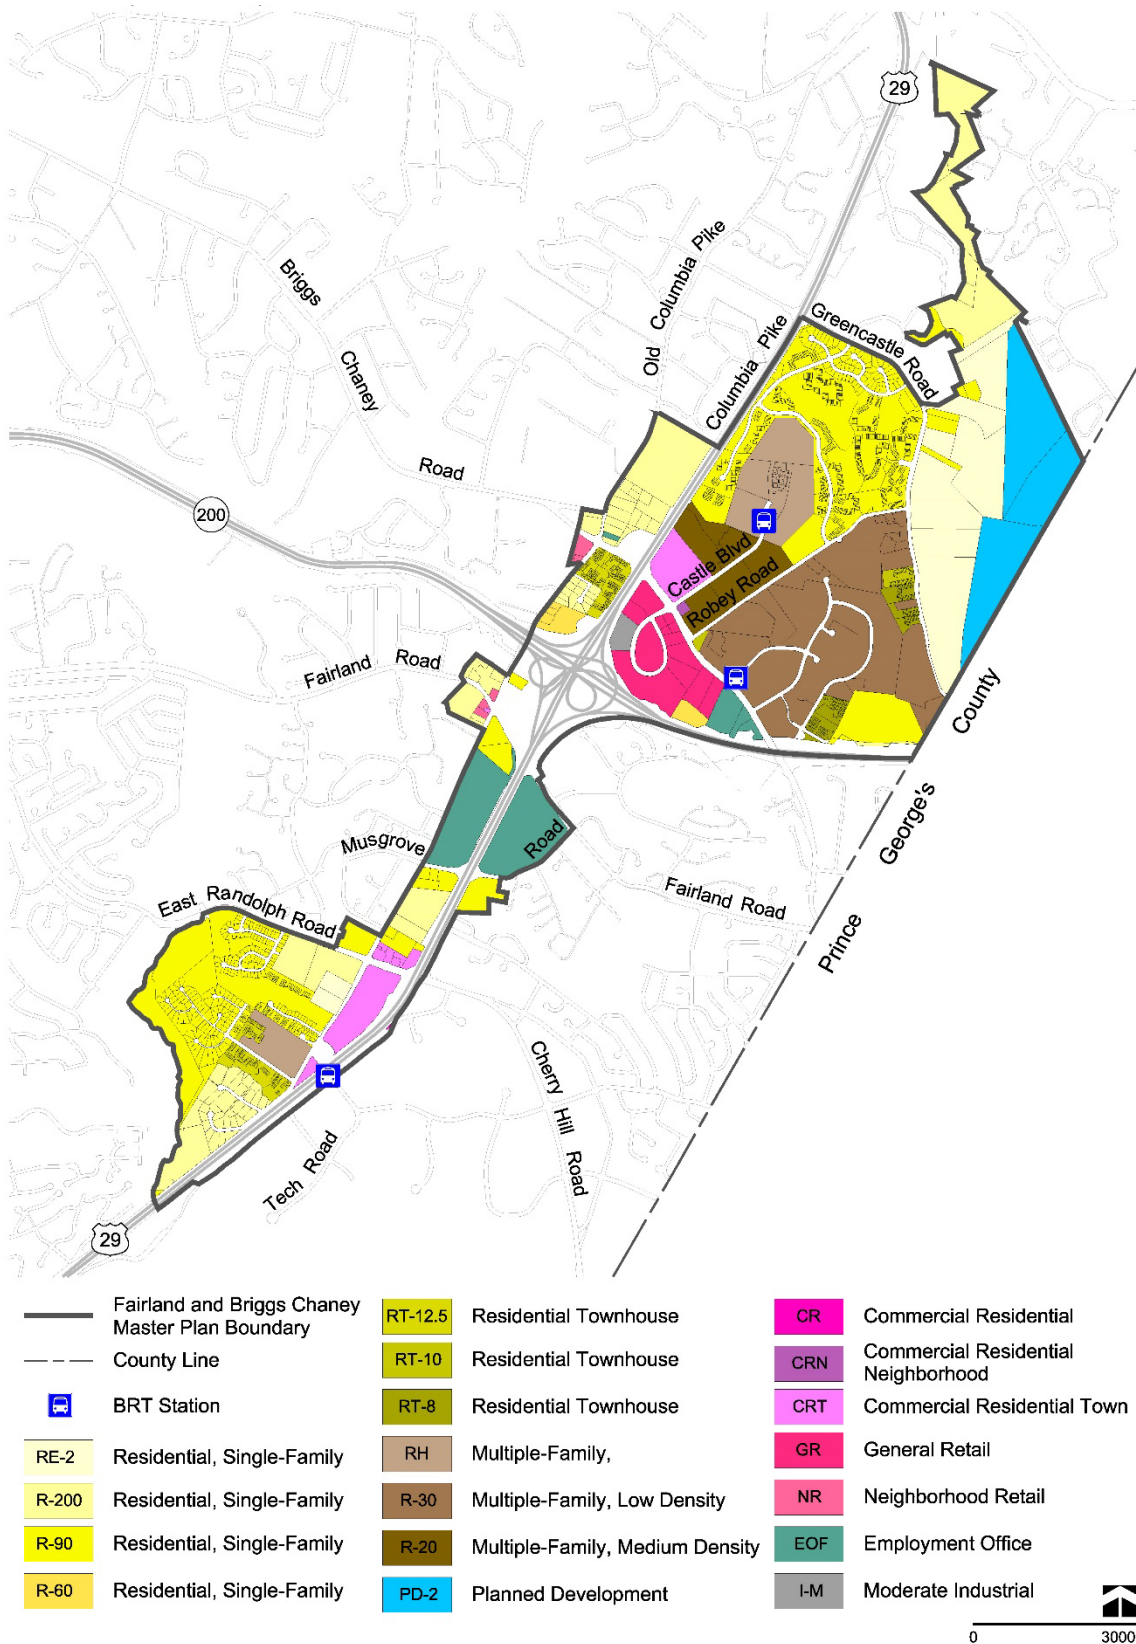 29
Briggs
Chaney
Road
Old Columbia Pike
Columbia Pike
Greencastle Road
200
Castle Blvd
Robey Road
Fairland Road
County
George's
Prince
Musgrove
Road
Fairland Road
East Randolph Road
Cherry Hill Road
Tech Road
29
Fairland and Briggs Chaney
Master Plan Boundary
County Line
BRT Station
RE-2 Residential, Single-Family
R-200 Residential, Single-Family
R-90 Residential, Single-Family
R-60 Residential, Single-Family
RT-12.5 Residential Townhouse
RT-10 Residential Townhouse
RT-8 Residential Townhouse
RH Multiple-Family,
R-30 Multiple-Family, Low Density
R-20 Multiple-Family, Medium Density
PD-2 Planned Development
CR Commercial Residential
CRN Commercial Residential
Neighborhood
CRT Commercial Residential Town
GR General Retail
NR Neighborhood Retail
EOF Employment Office
I-M Moderate Industrial
0 3000